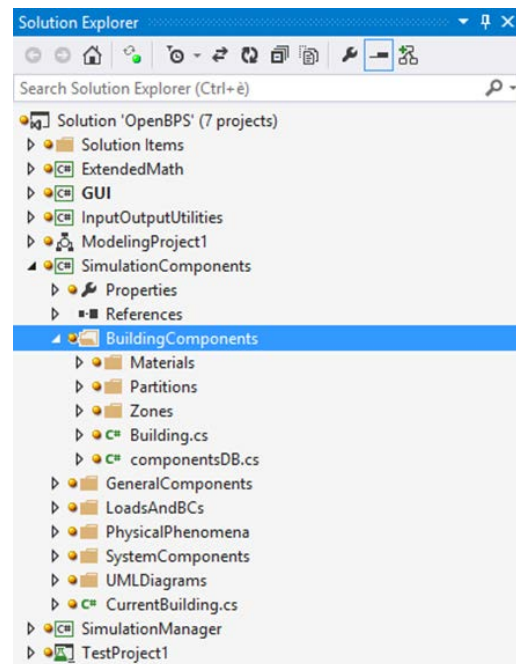 Solution Explorer
Search Solution Explorer (Ctrl+è)
Solution 'OpenBPS' (7 projects)
Solution Items
C# ExtendedMath
C# GUI
C# InputOutputUtilities
ModelingProject1
C# SimulationComponents
Properties
References
BuildingComponents
Materials
Partitions
Zones
C# Building.cs
C# componentsDB.cs
GeneralComponents
LoadsAndBCs
PhysicalPhenomena
SystemComponents
UMLDiagrams
C# CurrentBuilding.cs
C# SimulationManager
TestProject1